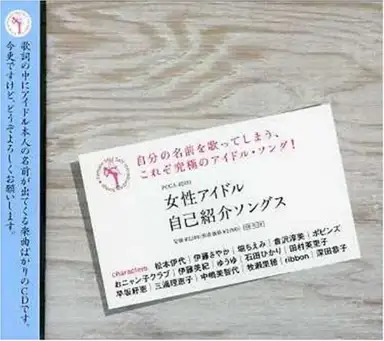 歌詞の中にアイドル本人の名前が出てくる楽曲ばかりのCDです。
今更ですけど、どうぞよろしくお願いします。
自分の名前を歌ってしまう、
これぞ究極のアイドル・ソング！
女性アイドル
自己紹介ソングス
characters 松本伊代｜伊藤さやか｜堀ちえみ｜倉沢淳美｜ポピンズ
おニャン子クラブ｜伊藤美紀｜ゆうゆ｜石田ひかり｜田村英里子
早坂好恵｜三浦理恵子｜中嶋美智代｜牧瀬里穂｜ribbon｜深田恭子